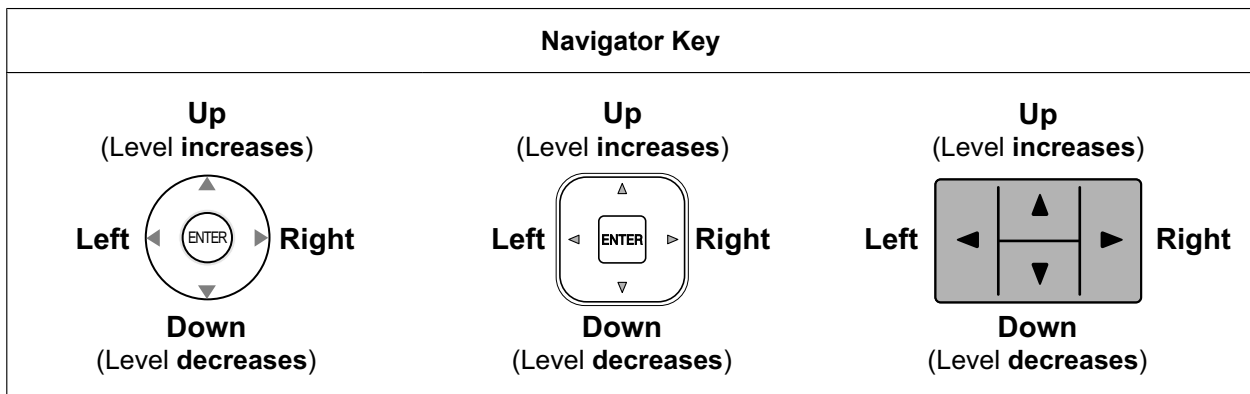 Navigator Key
Up
(Level increases)
Left
ENTER
Right
Down
(Level decreases)
Up
(Level increases)
Left
ENTER
Right
Down
(Level decreases)
Up
(Level increases)
Left
Right
Down
(Level decreases)